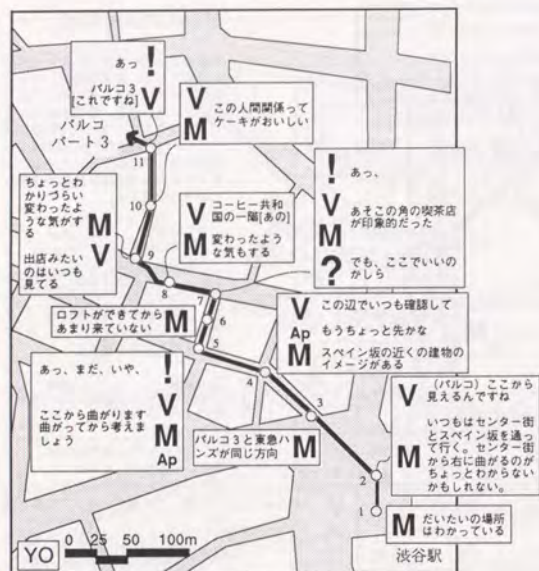 あっ
!
パルコ3
[これですね]
V
パルコ
パート3
11
V
M
この人間関係って
ケーキがおいしい
!
V
M
?
あっ、
あそこの角の喫茶店
が印象的だった
でも、ここでいいの
かしら
10
ちょっとわ
かりづらい
変わったよ
うな気がす
る
出店みたい
のはいつも
見てる
M
V
V
M
コーヒー共和
国の一階[あの]
変わったよう
な気もする
9
8
7
6
5
ロフトができてから
あまり来ていない
M
V
Ap
M
この辺でいつも確認して
もうちょっと先かな
スペイン坂の近くの建物の
イメージがある
あっ、まだ、いや、
ここから曲がります
曲がってから考えま
しょう
!
V
M
Ap
4
3
パルコ3と東急ハ
ンズが同じ方向
M
V
M
(パルコ)ここから
見えるんですね
いつもはセンター街
とスペイン坂を通っ
て行く。センター街
から右に曲がるのが
ちょっとわからない
かもしれない。
2
1
M
だいたいの場所
はわかっている
YO
0 25 50 100m
渋谷駅